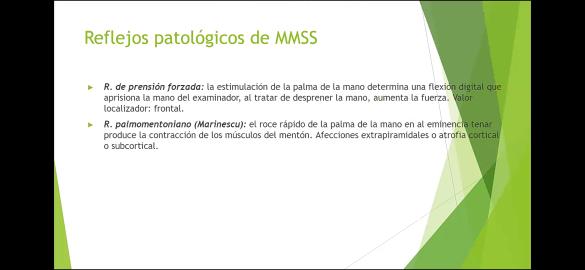 Reflejos patológicos de MMSS
R. de prensión forzada: la estimulación de la palma de la mano determina una flexión digital que
aprisiona la mano del examinador, al tratar de desprener la mano, aumenta la fuerza. Valor
localizador: frontal.
R. palmomentoniano (Marinescu): el roce rápido de la palma de la mano en al eminencia tenar
produce la contracción de los músculos del mentón. Afecciones extrapiramidales o atrofia cortical
o subcortical.